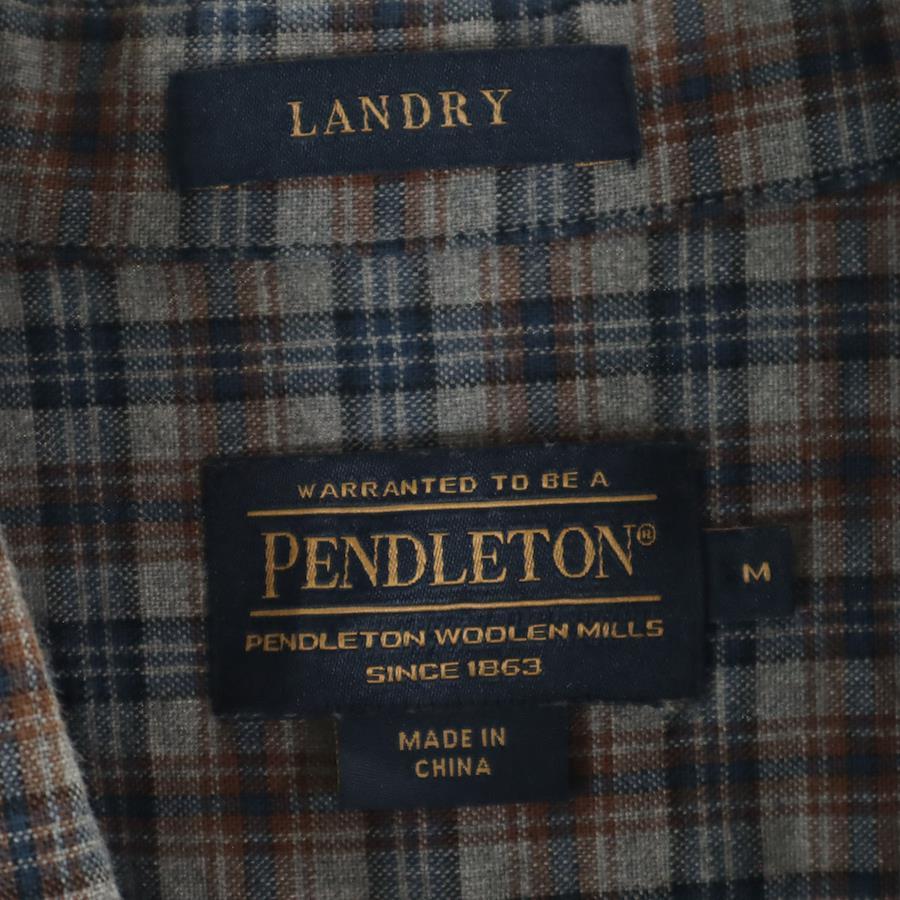 LANDRY
WARRANTED TO BE A
PENDLETON®
M
PENDLETON WOOLEN MILLS
SINCE 1863
MADE IN
CHINA